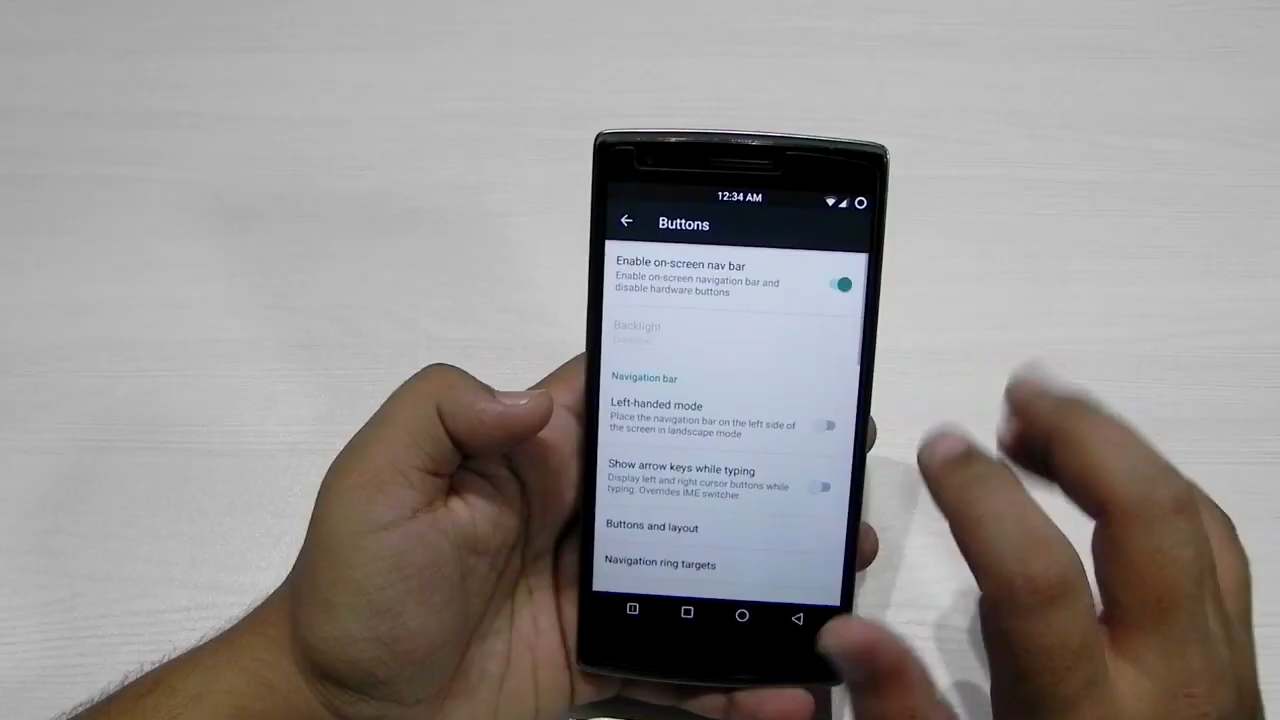 12:34 AM
Buttons
Enable on-screen nav bar
Enable on-screen navigation bar and
disable hardware buttons
Backlight
Navigation bar
Left-handed mode
Place the navigation bar on the left side of
the screen in landscape mode
Show arrow keys while typing
Display left and right cursor buttons while
typing. Overrides IME switcher
Buttons and layout
Navigation ring targets